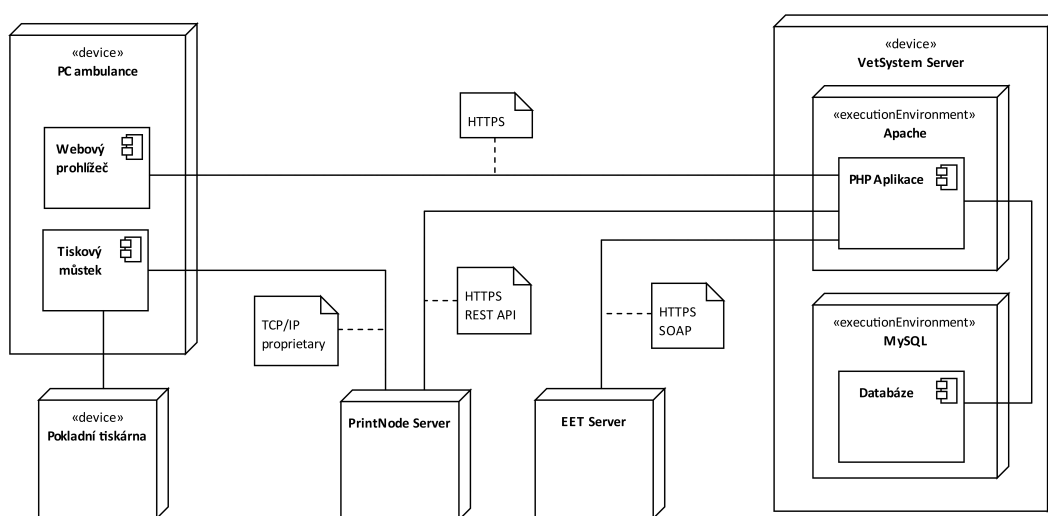 «device»
PC ambulance
Webový
prohlížeč
Tiskový
můstek
«device»
Pokladní tiskárna
HTTPS
TCP/IP
proprietary
HTTPS
REST API
HTTPS
SOAP
PrintNode Server
EET Server
«device»
VetSystem Server
«executionEnvironment»
Apache
PHP Aplikace
«executionEnvironment»
MySQL
Databáze